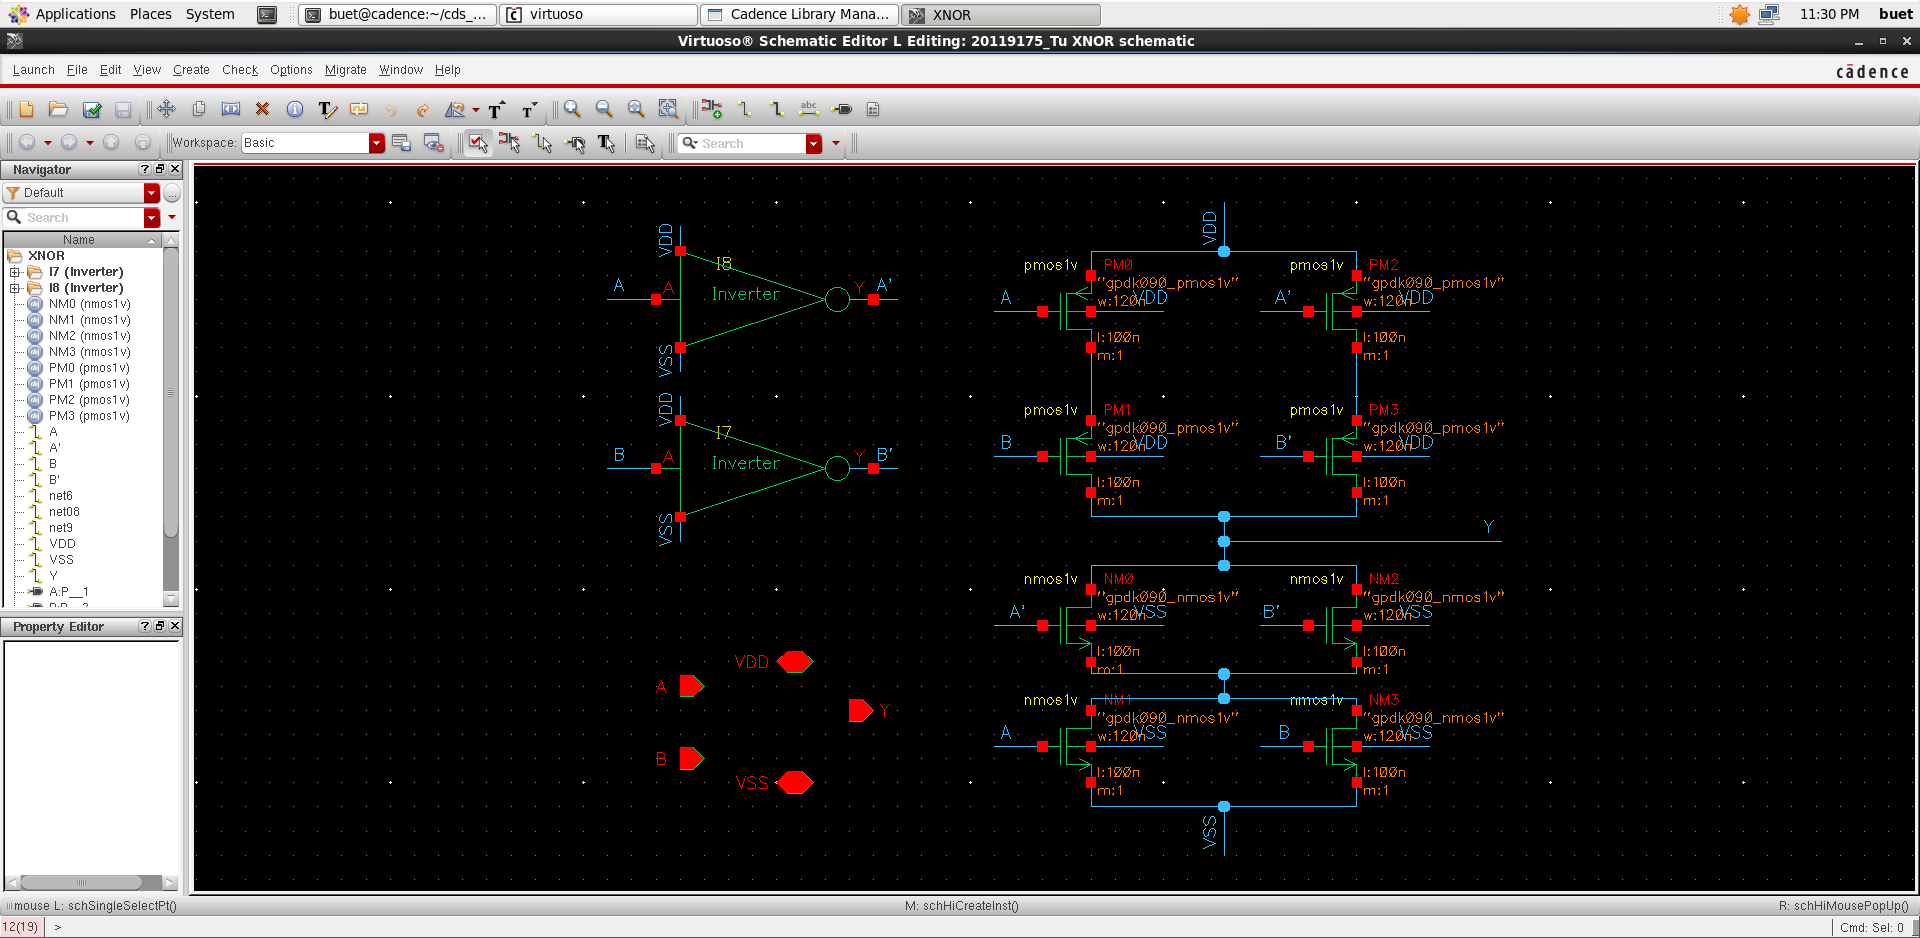 Applications Places System buet@cadence:~/cds_... virtuoso Cadence Library Mana... XNOR 11:30 PM buet
Virtuoso® Schematic Editor L Editing: 20119175_Tu XNOR schematic
Launch File Edit View Create Check Options Migrate Window Help cādence
abc
Workspace: Basic Search
Navigator
Default
Search
Name
XNOR
I7 (Inverter)
I8 (Inverter)
NM0 (nmos1v)
NM1 (nmos1v)
NM2 (nmos1v)
NM3 (nmos1v)
PM0 (pmos1v)
PM1 (pmos1v)
PM2 (pmos1v)
PM3 (pmos1v)
A
A'
B
B'
net6
net08
net9
VDD
VSS
Y
A:P__1
Property Editor
VDD
I8
A A Inverter Y A'
VSS
VDD
I7
B A Inverter Y B'
VSS
VDD
A
Y
B
VSS
VDD
pmos1v PM0 pmos1v PM2
"gpdk090_pmos1v" "gpdk090_pmos1v"
A w:120n VDD A' w:120n VDD
l:100n l:100n
m:1 m:1
pmos1v PM1 pmos1v PM3
"gpdk090_pmos1v" "gpdk090_pmos1v"
B w:120n VDD B' w:120n VDD
l:100n l:100n
m:1 m:1
Y
nmos1v NM0 nmos1v NM2
"gpdk090_nmos1v" "gpdk090_nmos1v"
A' w:120n VSS B' w:120n VSS
l:100n l:100n
m:1 m:1
nmos1v NM1 nmos1v NM3
"gpdk090_nmos1v" "gpdk090_nmos1v"
A w:120n VSS B w:120n VSS
l:100n l:100n
m:1 m:1
VSS
mouse L: schSingleSelectPt() M: schHiCreateInst() R: schHiMousePopUp()
12(19) > Cmd: Sel: 0